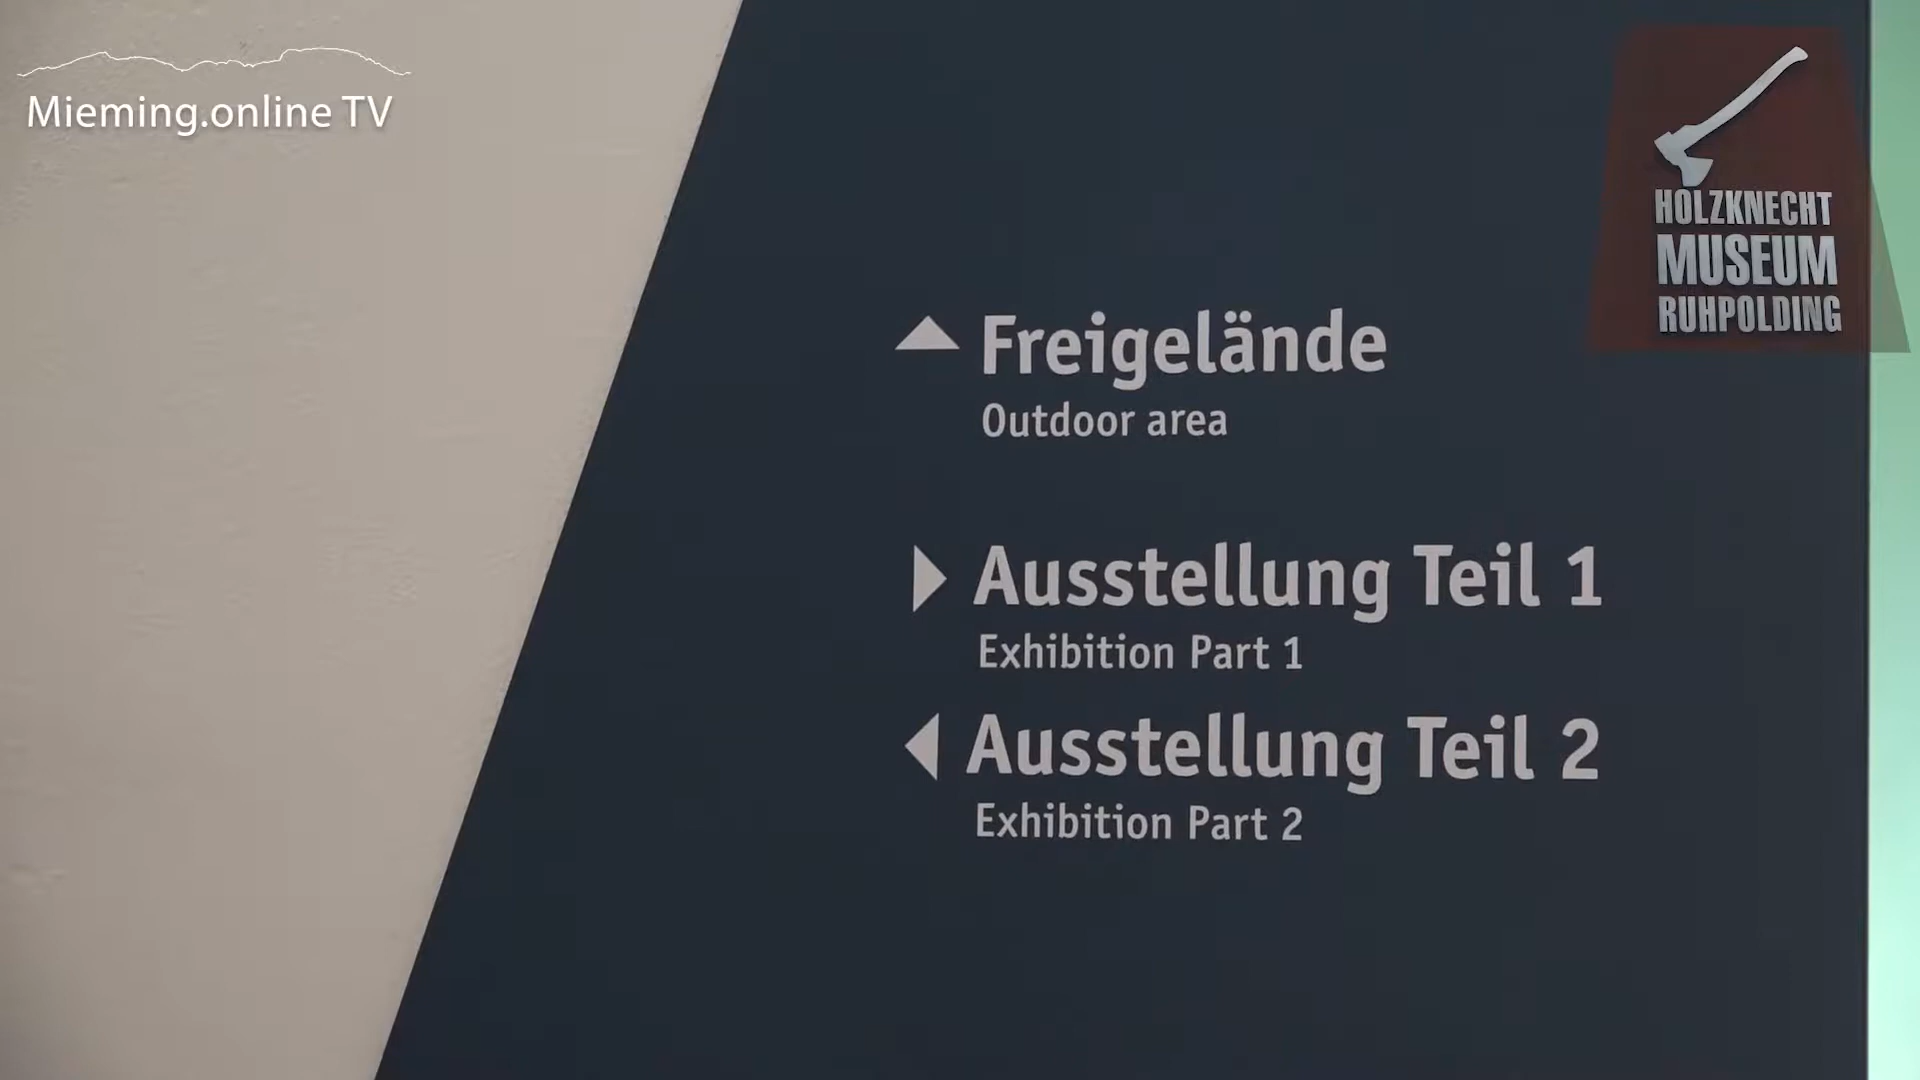 Mieming.online TV
HOLZKNECHT
MUSEUM
RUHPOLDING
Freigelände
Outdoor area
Ausstellung Teil 1
Exhibition Part 1
Ausstellung Teil 2
Exhibition Part 2